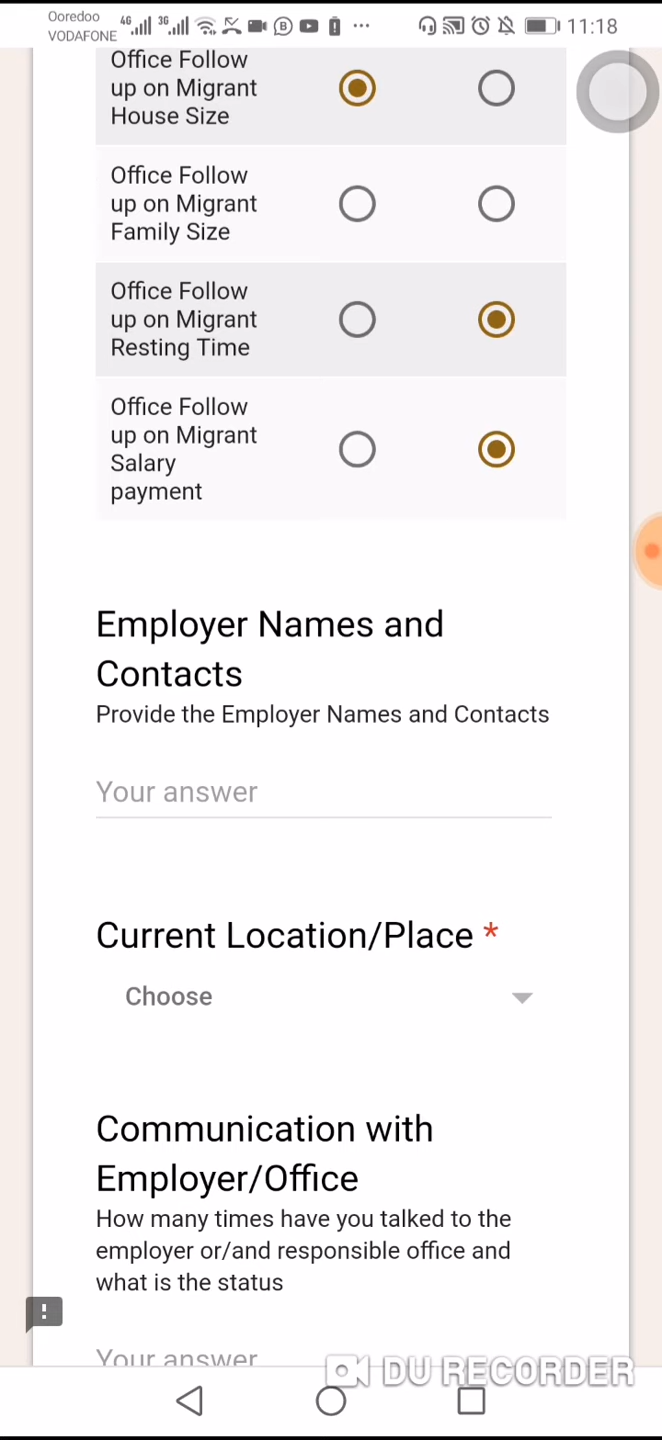 Ooredoo
VODAFONE
4G
3G
B
11:18
Office Follow
up on Migrant
House Size
Office Follow
up on Migrant
Family Size
Office Follow
up on Migrant
Resting Time
Office Follow
up on Migrant
Salary
payment
Employer Names and
Contacts
Provide the Employer Names and Contacts
Your answer
Current Location/Place *
Choose
Communication with
Employer/Office
How many times have you talked to the
employer or/and responsible office and
what is the status
Your answer
DU RECORDER